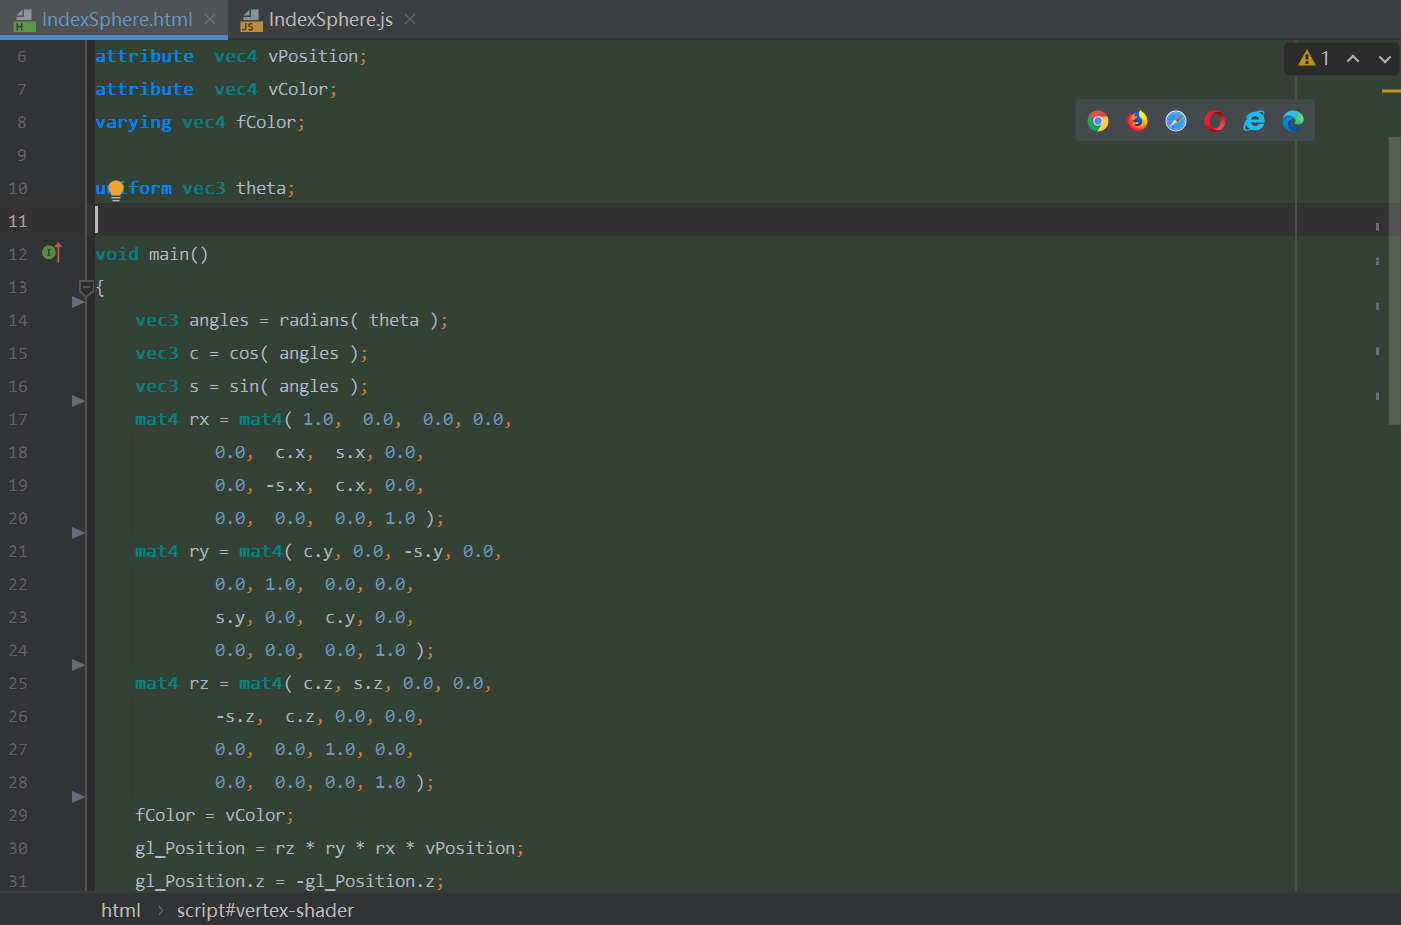 IndexSphere.html IndexSphere.js
6 attribute  vec4 vPosition; 1
7 attribute  vec4 vColor;
8 varying vec4 fColor;
9
10 uniform vec3 theta;
11
12 void main()
13 {
14     vec3 angles = radians( theta );
15     vec3 c = cos( angles );
16     vec3 s = sin( angles );
17     mat4 rx = mat4( 1.0,  0.0,  0.0, 0.0,
18             0.0,  c.x,  s.x, 0.0,
19             0.0, -s.x,  c.x, 0.0,
20             0.0,  0.0,  0.0, 1.0 );
21     mat4 ry = mat4( c.y, 0.0, -s.y, 0.0,
22             0.0, 1.0,  0.0, 0.0,
23             s.y, 0.0,  c.y, 0.0,
24             0.0, 0.0,  0.0, 1.0 );
25     mat4 rz = mat4( c.z, s.z, 0.0, 0.0,
26             -s.z,  c.z, 0.0, 0.0,
27             0.0,  0.0, 1.0, 0.0,
28             0.0,  0.0, 0.0, 1.0 );
29     fColor = vColor;
30     gl_Position = rz * ry * rx * vPosition;
31     gl_Position.z = -gl_Position.z;
html › script#vertex-shader